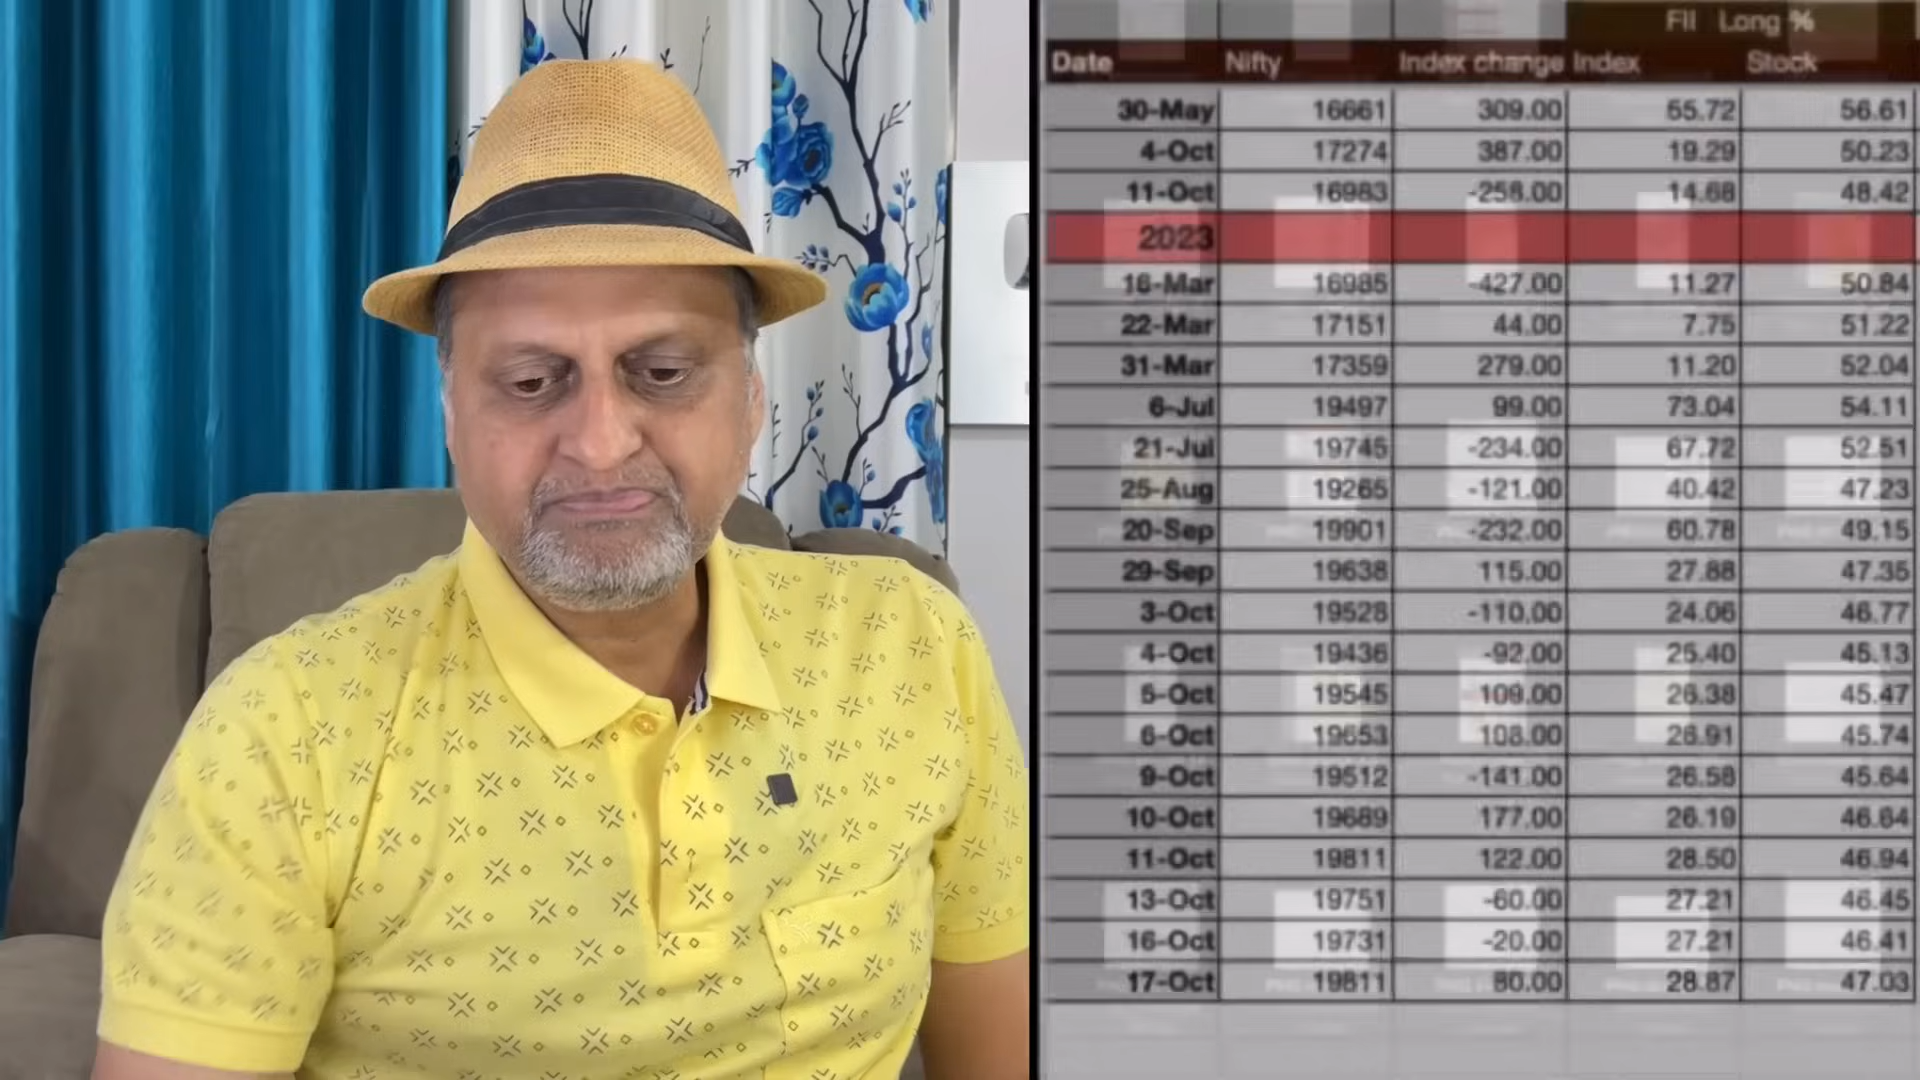 FII Long %
Date Nifty Index change Index Stock
30-May 16661 309.00 55.72 56.61
4-Oct 17274 387.00 19.29 50.23
11-Oct 16983 -258.00 14.68 48.42
2023
16-Mar 16985 -427.00 11.27 50.84
22-Mar 17151 44.00 7.75 51.22
31-Mar 17359 279.00 11.20 52.04
6-Jul 19497 99.00 73.04 54.11
21-Jul 19745 -234.00 67.72 52.51
25-Aug 19265 -121.00 40.42 47.23
20-Sep 19901 -232.00 60.78 49.15
29-Sep 19638 115.00 27.88 47.35
3-Oct 19528 -110.00 24.06 46.77
4-Oct 19436 -92.00 25.40 45.13
5-Oct 19545 109.00 26.38 45.47
6-Oct 19653 108.00 26.91 45.74
9-Oct 19512 -141.00 26.58 45.64
10-Oct 19689 177.00 26.19 46.64
11-Oct 19811 122.00 28.50 46.94
13-Oct 19751 -60.00 27.21 46.45
16-Oct 19731 -20.00 27.21 46.41
17-Oct 19811 80.00 28.87 47.03